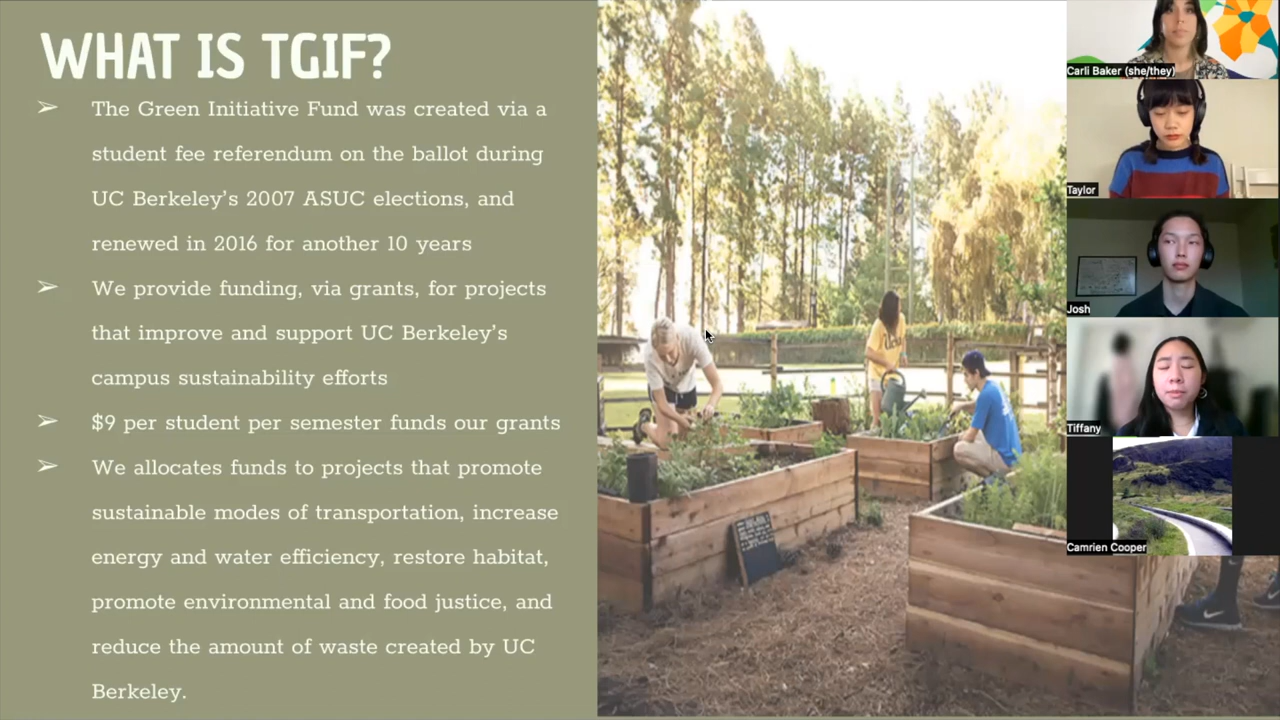 WHAT IS TGIF?
➢ The Green Initiative Fund was created via a
student fee referendum on the ballot during
UC Berkeley's 2007 ASUC elections, and
renewed in 2016 for another 10 years
➢ We provide funding, via grants, for projects
that improve and support UC Berkeley's
campus sustainability efforts
➢ $9 per student per semester funds our grants
➢ We allocates funds to projects that promote
sustainable modes of transportation, increase
energy and water efficiency, restore habitat,
promote environmental and food justice, and
reduce the amount of waste created by UC
Berkeley.
Carli Baker (she/they)
Taylor
Josh
Tiffany
Camrien Cooper